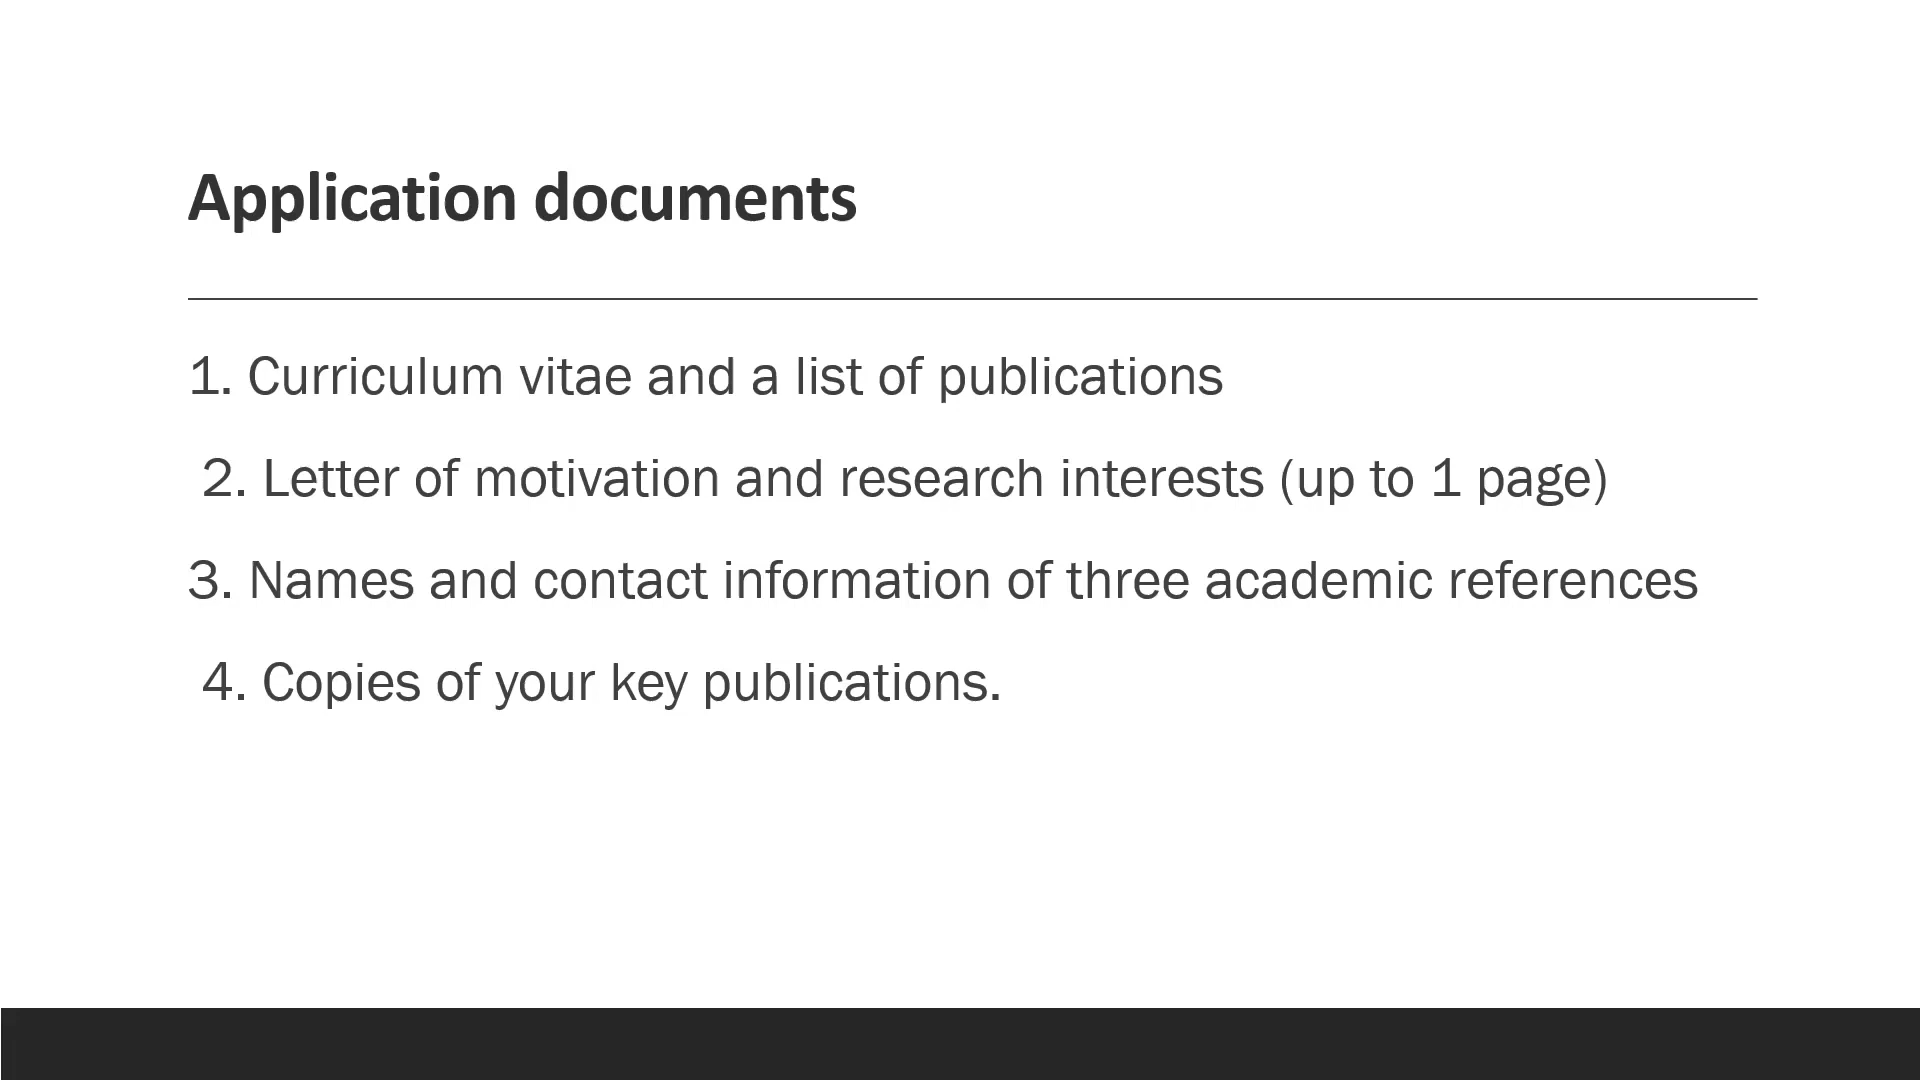 Application documents
1. Curriculum vitae and a list of publications
2. Letter of motivation and research interests (up to 1 page)
3. Names and contact information of three academic references
4. Copies of your key publications.